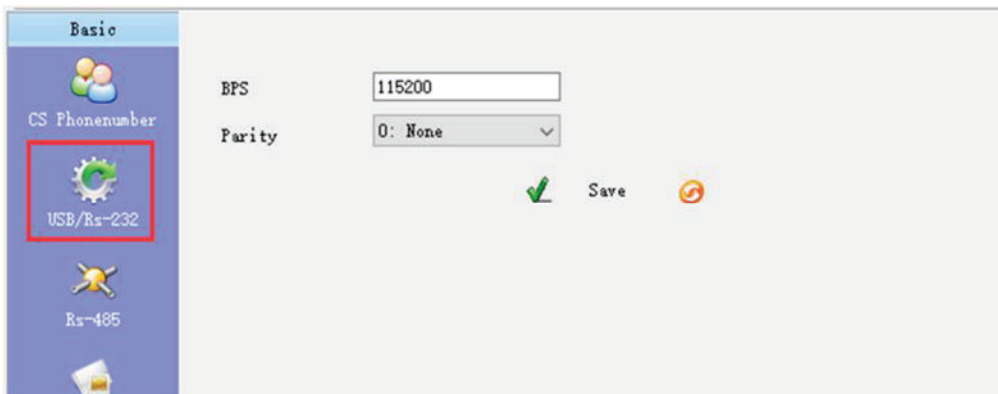 Basic
CS Phonenumber
USB/Rs-232
Rs-485
BPS
115200
Parity
0: None
Save